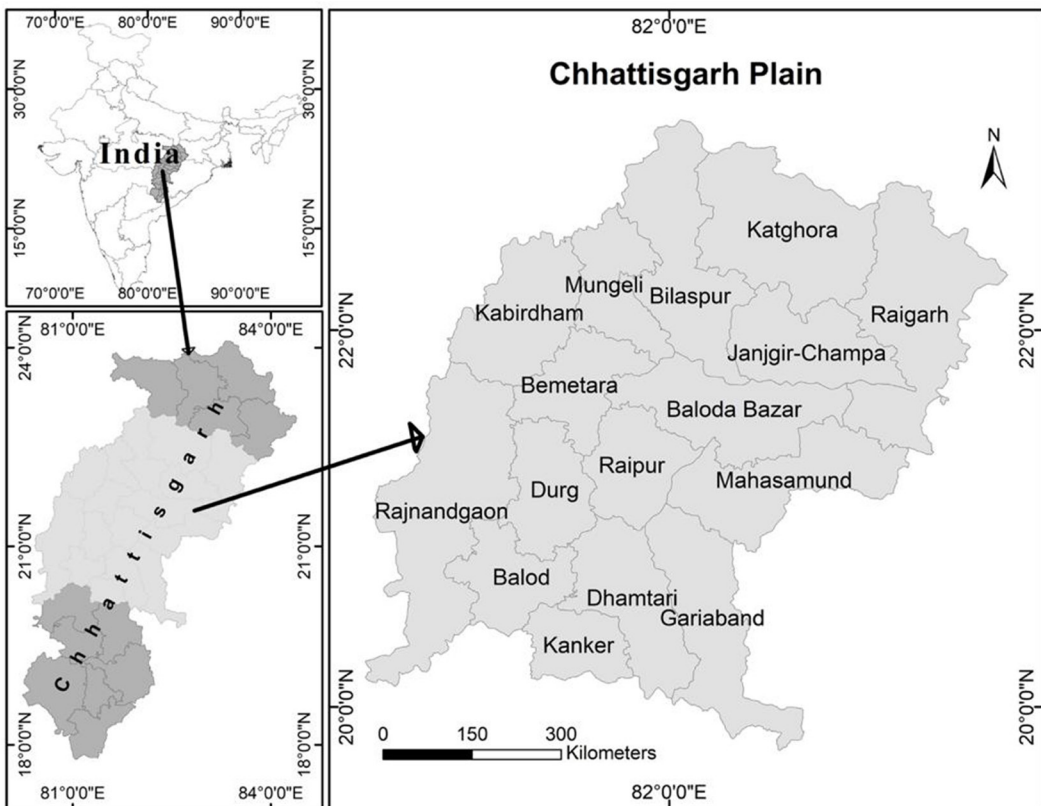 70°0'0"E 80°0'0"E 90°0'0"E
30°0'0"N
30°0'0"N
India
15°0'0"N
15°0'0"N
70°0'0"E 80°0'0"E 90°0'0"E
81°0'0"E 84°0'0"E
24°0'0"N
24°0'0"N
Chhattisgarh
21°0'0"N
21°0'0"N
18°0'0"N
18°0'0"N
81°0'0"E 84°0'0"E
82°0'0"E
Chhattisgarh Plain
N
Katghora
Mungeli
Bilaspur
Kabirdham
Raigarh
22°0'0"N
22°0'0"N
Janjgir-Champa
Bemetara
Baloda Bazar
Raipur
Mahasamund
Durg
Rajnandgaon
Balod
Dhamtari
Gariaband
Kanker
20°0'0"N
20°0'0"N
0 150 300
Kilometers
82°0'0"E